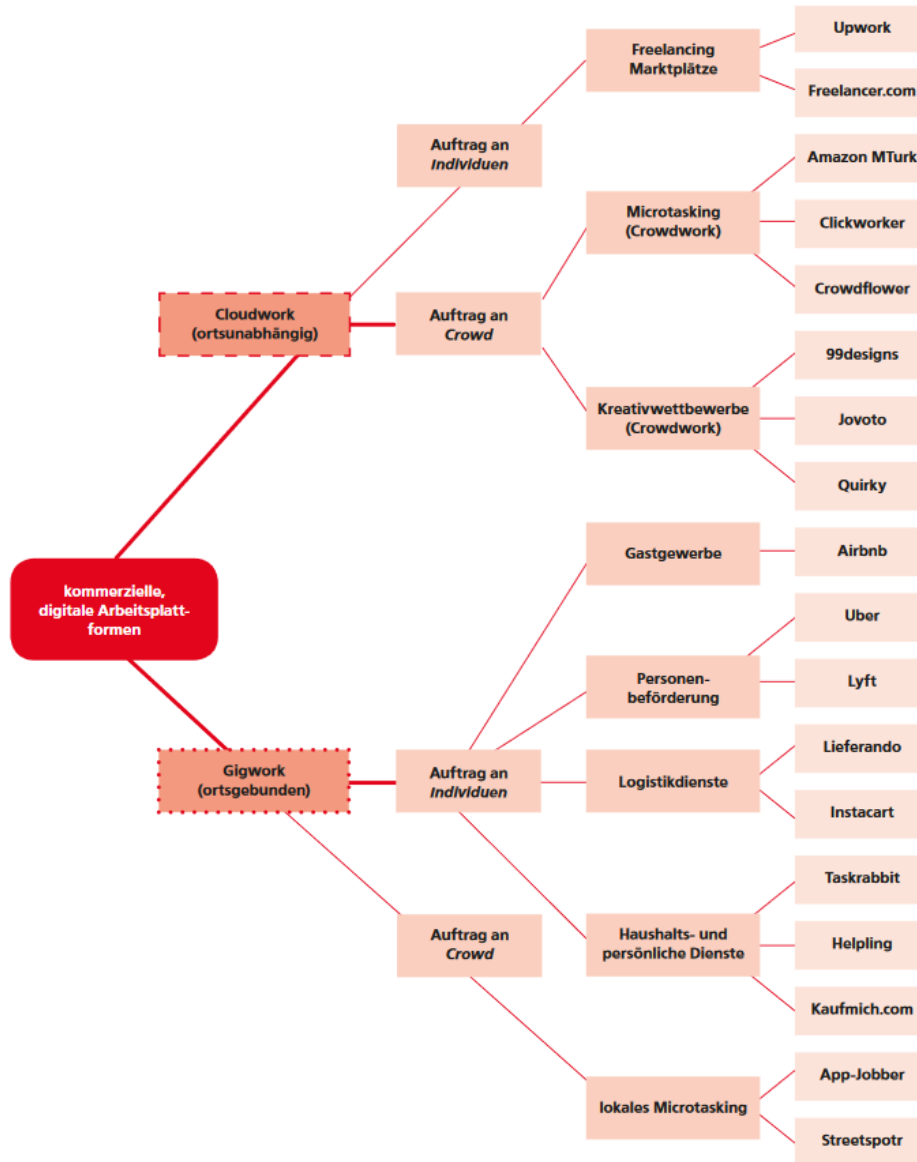 Upwork
Freelancing
Marktplätze
Freelancer.com
Auftrag an
Individuen
Amazon MTurk
Microtasking
(Crowdwork)
Clickworker
Crowdflower
Cloudwork
(ortsunabhängig)
Auftrag an
Crowd
99designs
Kreativwettbewerbe
(Crowdwork)
Jovoto
Quirky
Gastgewerbe
Airbnb
kommerzielle,
digitale Arbeitsplatt-
formen
Uber
Personen-
beförderung
Lyft
Lieferando
Gigwork
(ortsgebunden)
Auftrag an
Individuen
Logistikdienste
Instacart
Taskrabbit
Auftrag an
Crowd
Haushalts- und
persönliche Dienste
Helpling
Kaufmich.com
App-Jobber
lokales Microtasking
Streetspotr